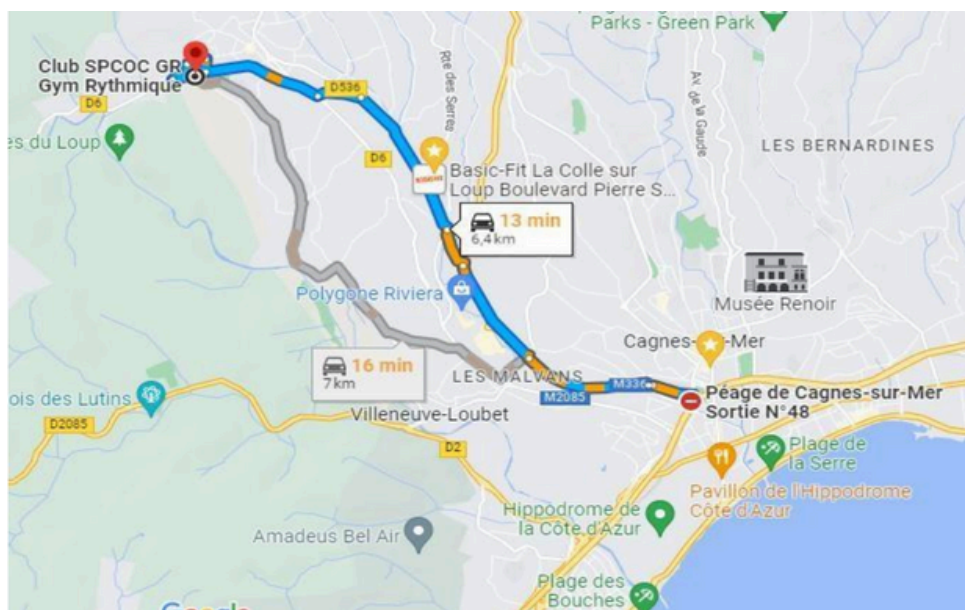 Parks - Green Park
Club SPCOC GR
Gym Rythmique
D6
es du Loup
D536
Rte des Serres
Av. de la Gaude
LES BERNARDINES
D6
Basic-Fit La Colle sur
Loup Boulevard Pierre S...
13 min
6,4 km
Polygone Riviera
Musée Renoir
16 min
7 km
LES MALVANS
Cagnes-sur-Mer
M336
M2085
Péage de Cagnes-sur-Mer
Sortie N°48
ois des Lutins
D2085
Villeneuve-Loubet
D2
Plage de
la Serre
Pavillon de l'Hippodrome
Côte d'Azur
Hippodrome de
la Côte d'Azur
Amadeus Bel Air
Plage des
Bouches
Google